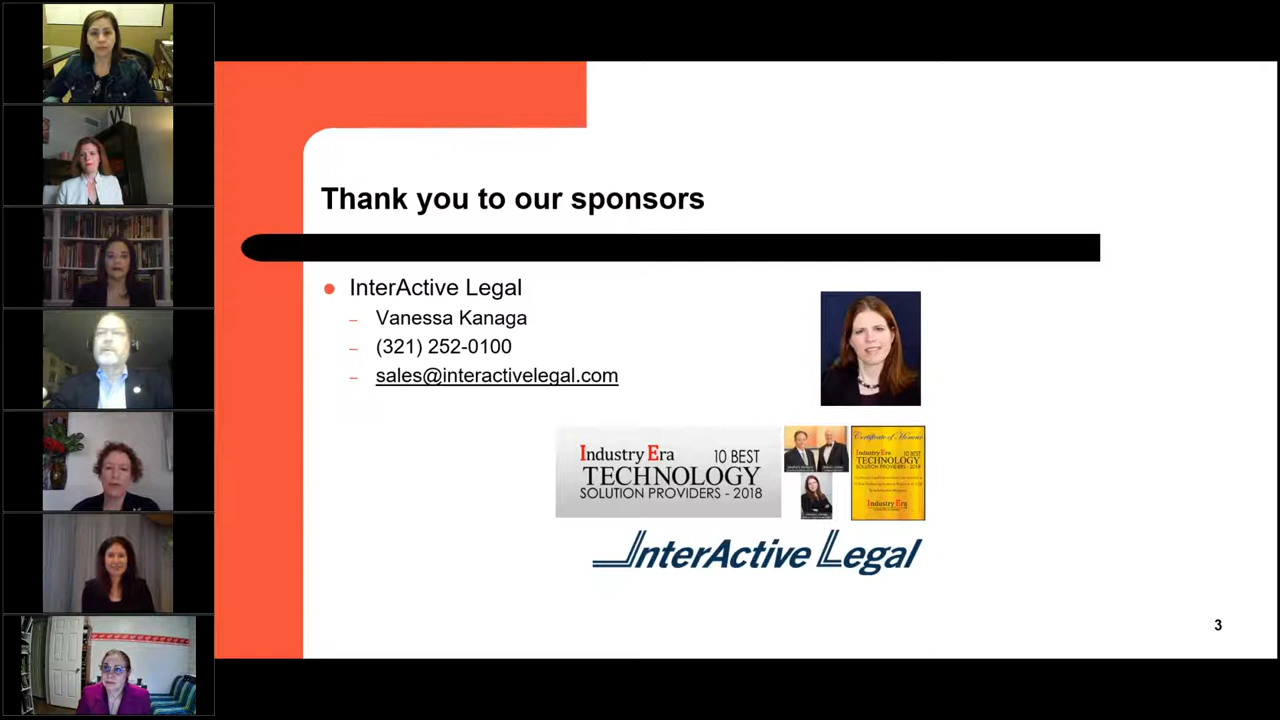 Thank you to our sponsors
InterActive Legal
– Vanessa Kanaga
– (321) 252-0100
– sales@interactivelegal.com
Industry Era 10 BEST
TECHNOLOGY
SOLUTION PROVIDERS - 2018
Certificate of Honour
Industry Era
10 BEST
TECHNOLOGY
SOLUTION PROVIDERS - 2018
Industry Era
InterActive Legal
3
W